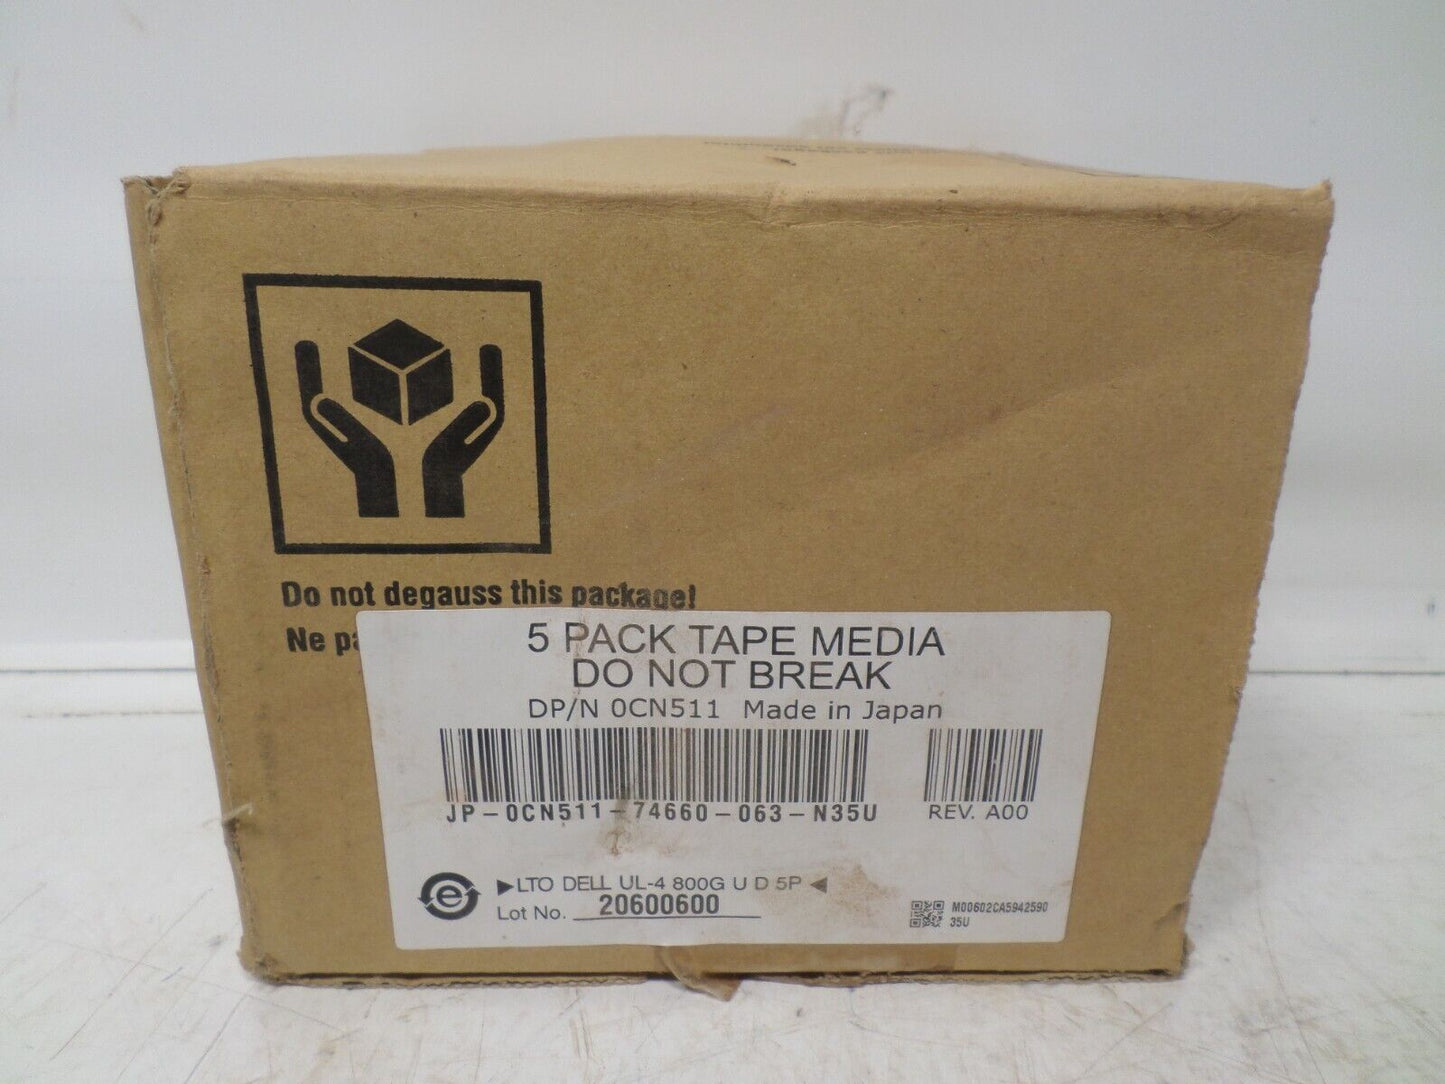 Do not degauss this package!
Ne
5 PACK TAPE MEDIA
DO NOT BREAK
DP/N 0CN511 Made in Japan
JP-0CN511-74660-063-N35U
REV. A00
e
▶LTO DELL UL-4 800G U D 5P◀
Lot No. 20600600
M00602CA5942590
35U